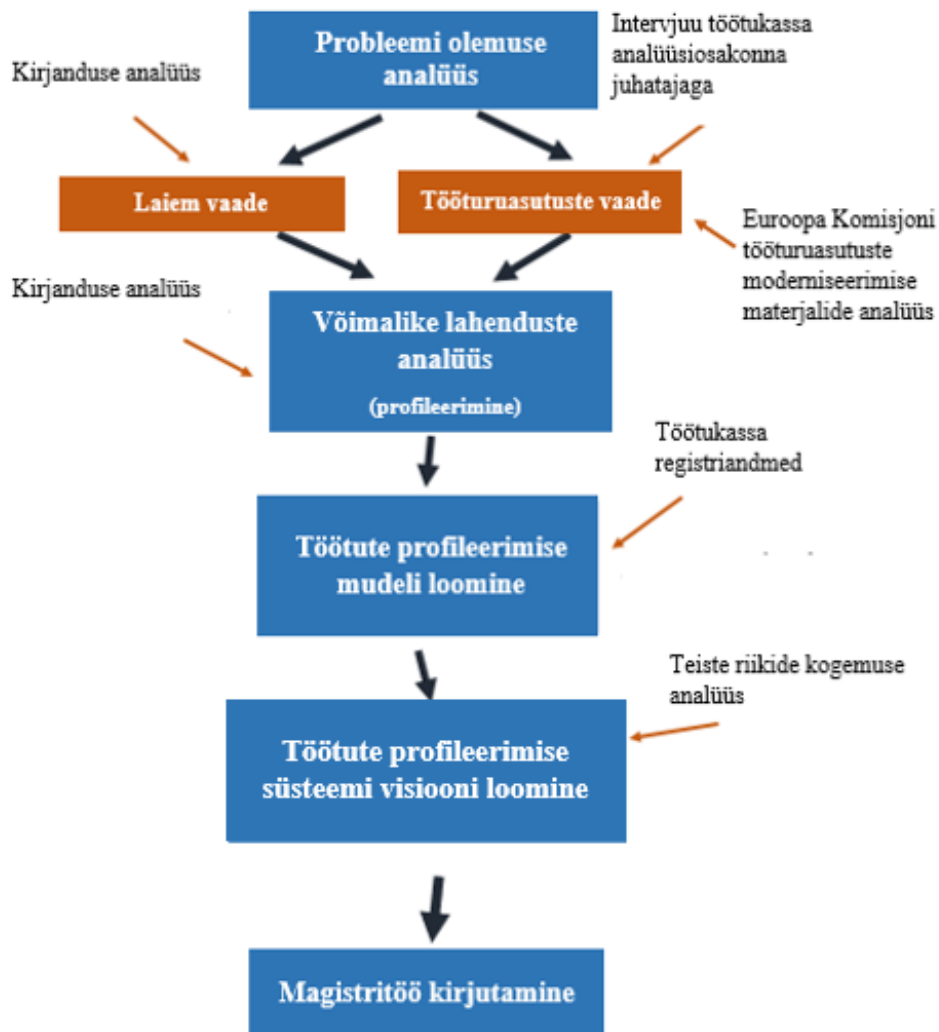 Probleemi olemuse
analüüs
Intervjuu töötukassa
analüüsiosakonna
juhatajaga
Kirjanduse analüüs
Laiem vaade
Tööturuasutuste vaade
Euroopa Komisjoni
tööturuasutuste
moderniseerimise
materjalide analüüs
Kirjanduse analüüs
Võimalike lahenduste
analüüs
(profileerimine)
Töötukassa
registriandmed
Töötute profileerimise
mudeli loomine
Teiste riikide kogemuse
analüüs
Töötute profileerimise
süsteemi visiooni loomine
Magistritöö kirjutamine